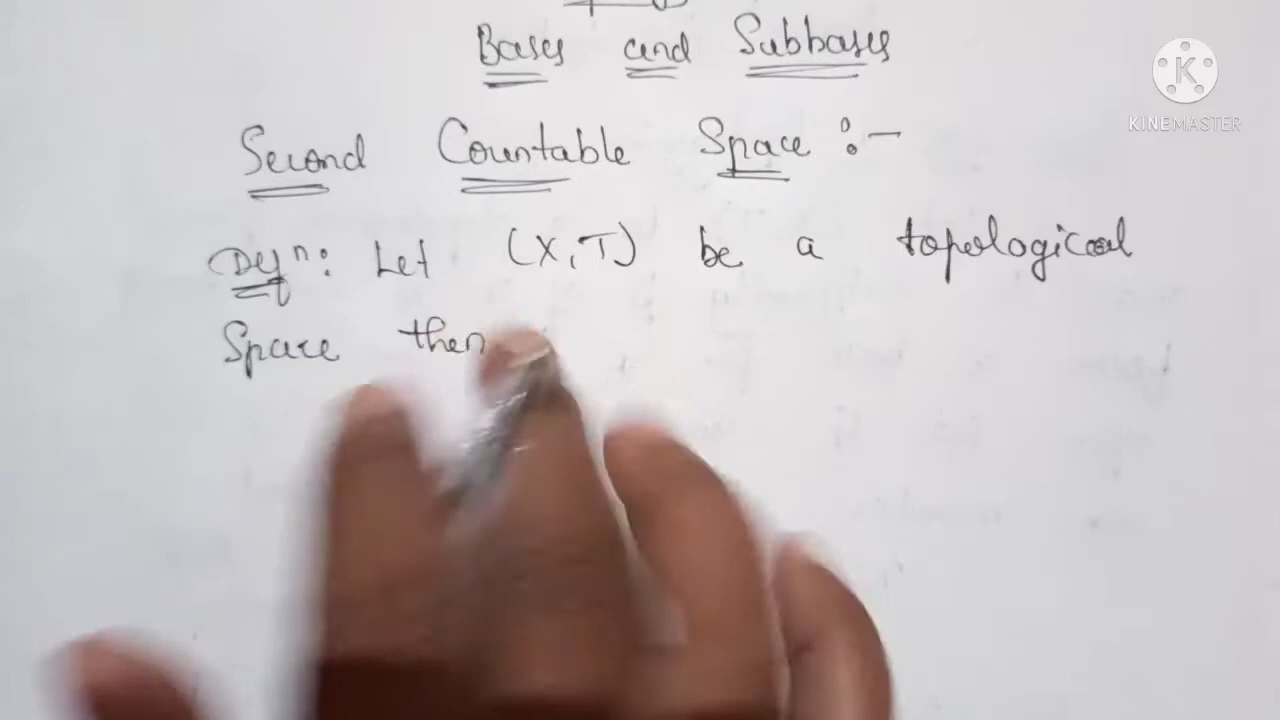 Bases and Subbases
K
KINEMASTER
Second Countable Space :-
Defn: Let (X,T) be a topological
Space then